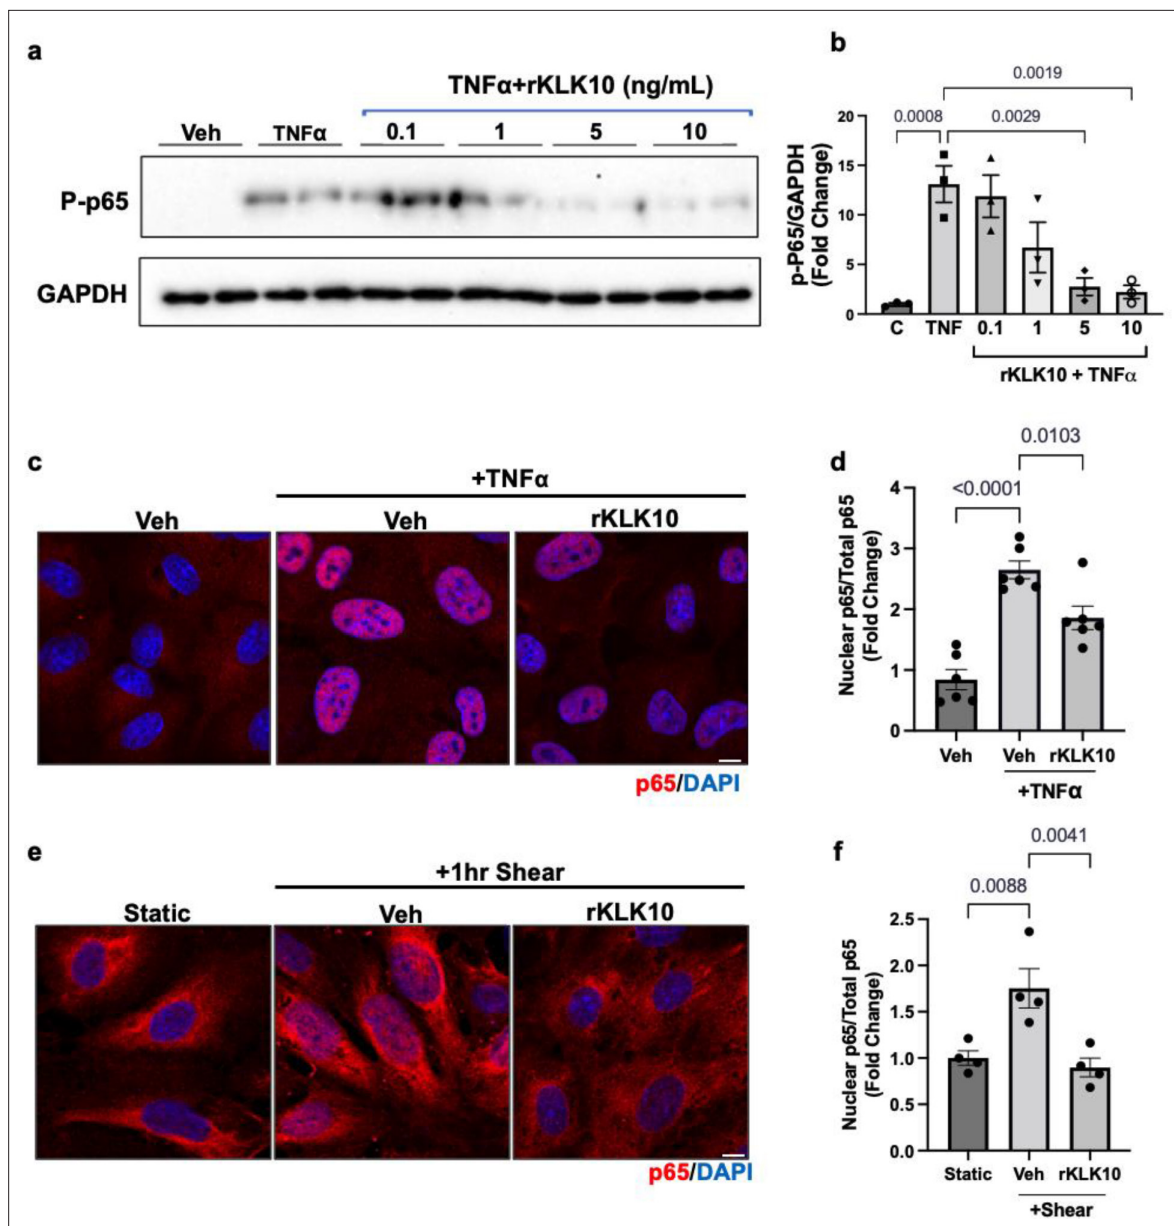 a
TNFα+rKLK10 (ng/mL)
Veh TNFα 0.1 1 5 10
P-p65
GAPDH
b
0.0019
0.0008 0.0029
p-P65/GAPDH
(Fold Change)
20
15
10
5
0
C TNF 0.1 1 5 10
rKLK10 + TNFα
c
+TNFα
Veh Veh rKLK10
p65/DAPI
d
0.0103
<0.0001
Nuclear p65/Total p65
(Fold Change)
4
3
2
1
0
Veh Veh rKLK10
+TNFα
e
+1hr Shear
Static Veh rKLK10
p65/DAPI
f
0.0041
0.0088
Nuclear p65/Total p65
(Fold Change)
2.5
2.0
1.5
1.0
0.5
0.0
Static Veh rKLK10
+Shear